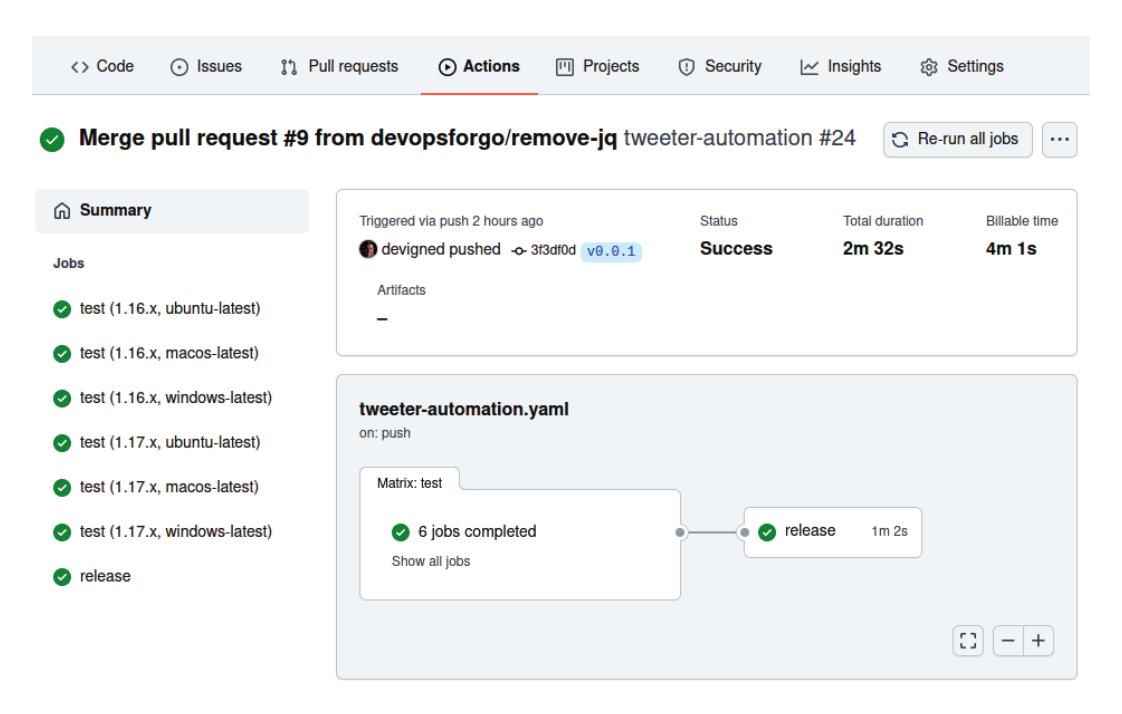 Code Issues Pull requests Actions Projects Security Insights Settings
Merge pull request #9 from devopsforgo/remove-jq tweeter-automation #24 Re-run all jobs ...
Summary
Jobs
test (1.16.x, ubuntu-latest)
test (1.16.x, macos-latest)
test (1.16.x, windows-latest)
test (1.17.x, ubuntu-latest)
test (1.17.x, macos-latest)
test (1.17.x, windows-latest)
release
Triggered via push 2 hours ago Status Total duration Billable time
devigned pushed 3f3df0d v0.0.1 Success 2m 32s 4m 1s
Artifacts
–
tweeter-automation.yaml
on: push
Matrix: test
6 jobs completed
Show all jobs
release 1m 2s